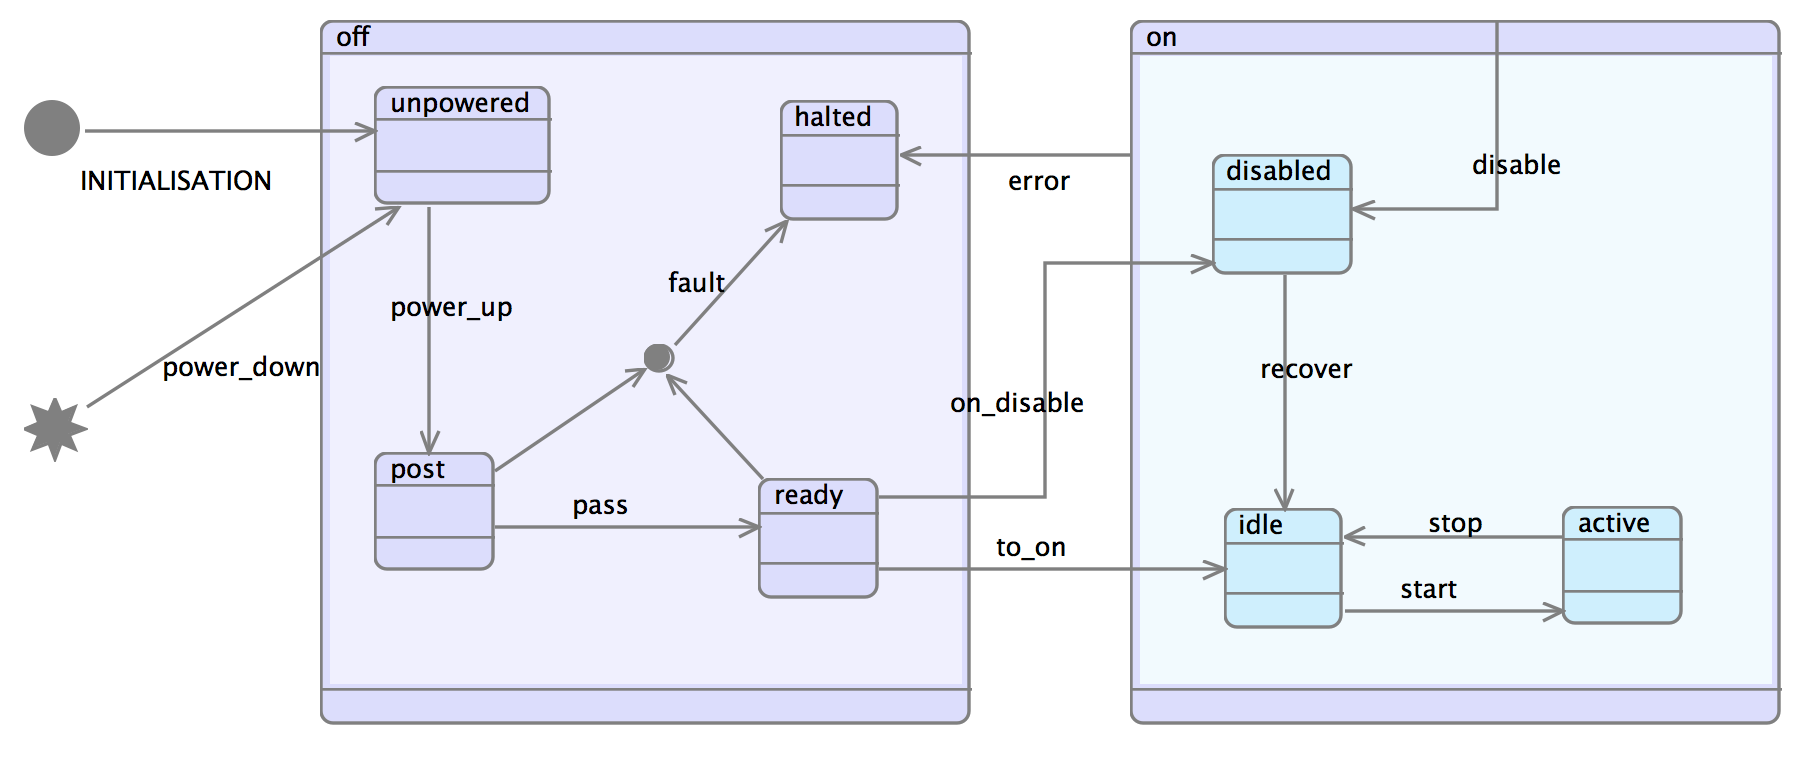 off
on
unpowered
halted
disable
disabled
INITIALISATION
error
fault
power_up
power_down
recover
on_disable
post
ready
pass
idle
stop
active
to_on
start